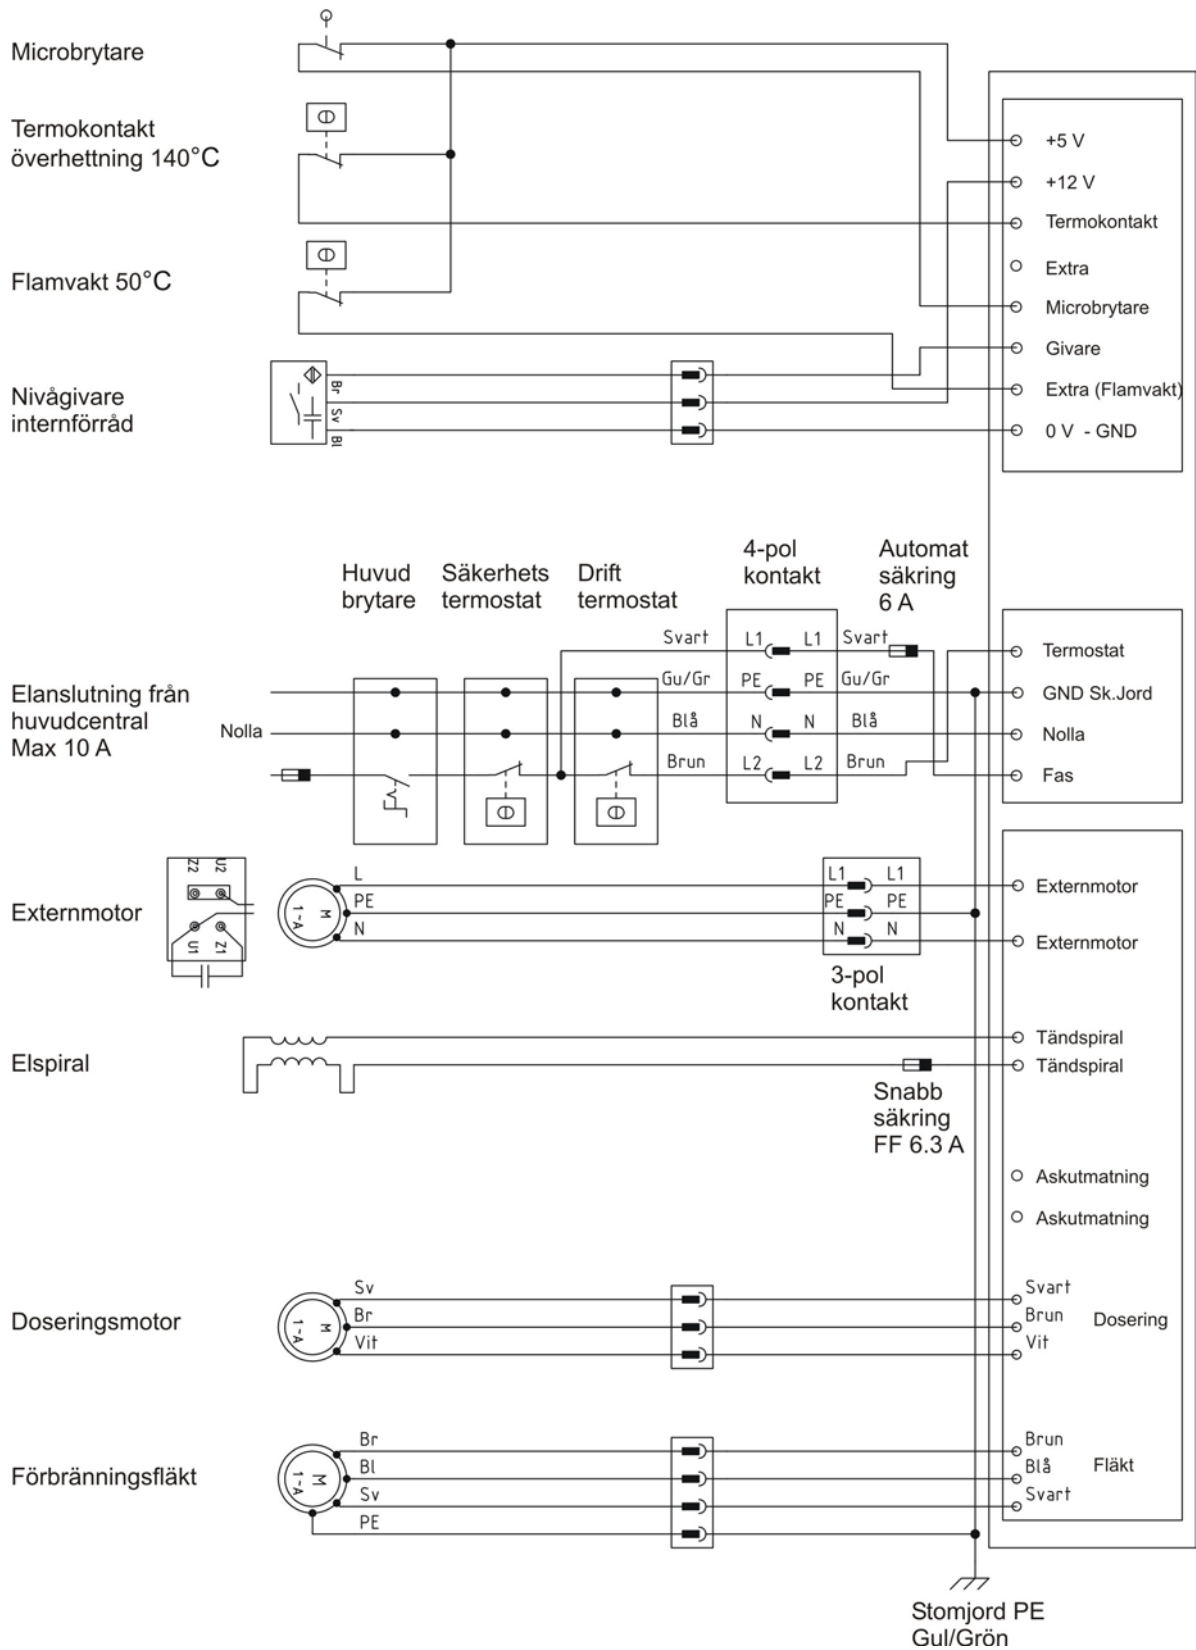 Microbrytare
Termokontakt
överhettning 140°C
Flamvakt 50°C
Nivågivare
internförråd
Br
Sv
Bl
+5 V
+12 V
Termokontakt
Extra
Microbrytare
Givare
Extra (Flamvakt)
0 V - GND
Huvud
brytare
Säkerhets
termostat
Drift
termostat
4-pol
kontakt
Automat
säkring
6 A
Elanslutning från
huvudcentral
Max 10 A
Nolla
Svart L1 L1 Svart
Gu/Gr PE PE Gu/Gr
Blå N N Blå
Brun L2 L2 Brun
Termostat
GND Sk.Jord
Nolla
Fas
Externmotor
Z2 U2
U1 Z1
M
1~A
L
PE
N
L1 L1
PE PE
N N
3-pol
kontakt
Externmotor
Externmotor
Elspiral
Tändspiral
Tändspiral
Snabb
säkring
FF 6.3 A
Askutmatning
Askutmatning
Doseringsmotor
M
1~A
Sv
Br
Vit
Svart
Brun
Vit
Dosering
Förbränningsfläkt
M
1~A
Br
Bl
Sv
PE
Brun
Blå
Svart
Fläkt
Stomjord PE
Gul/Grön